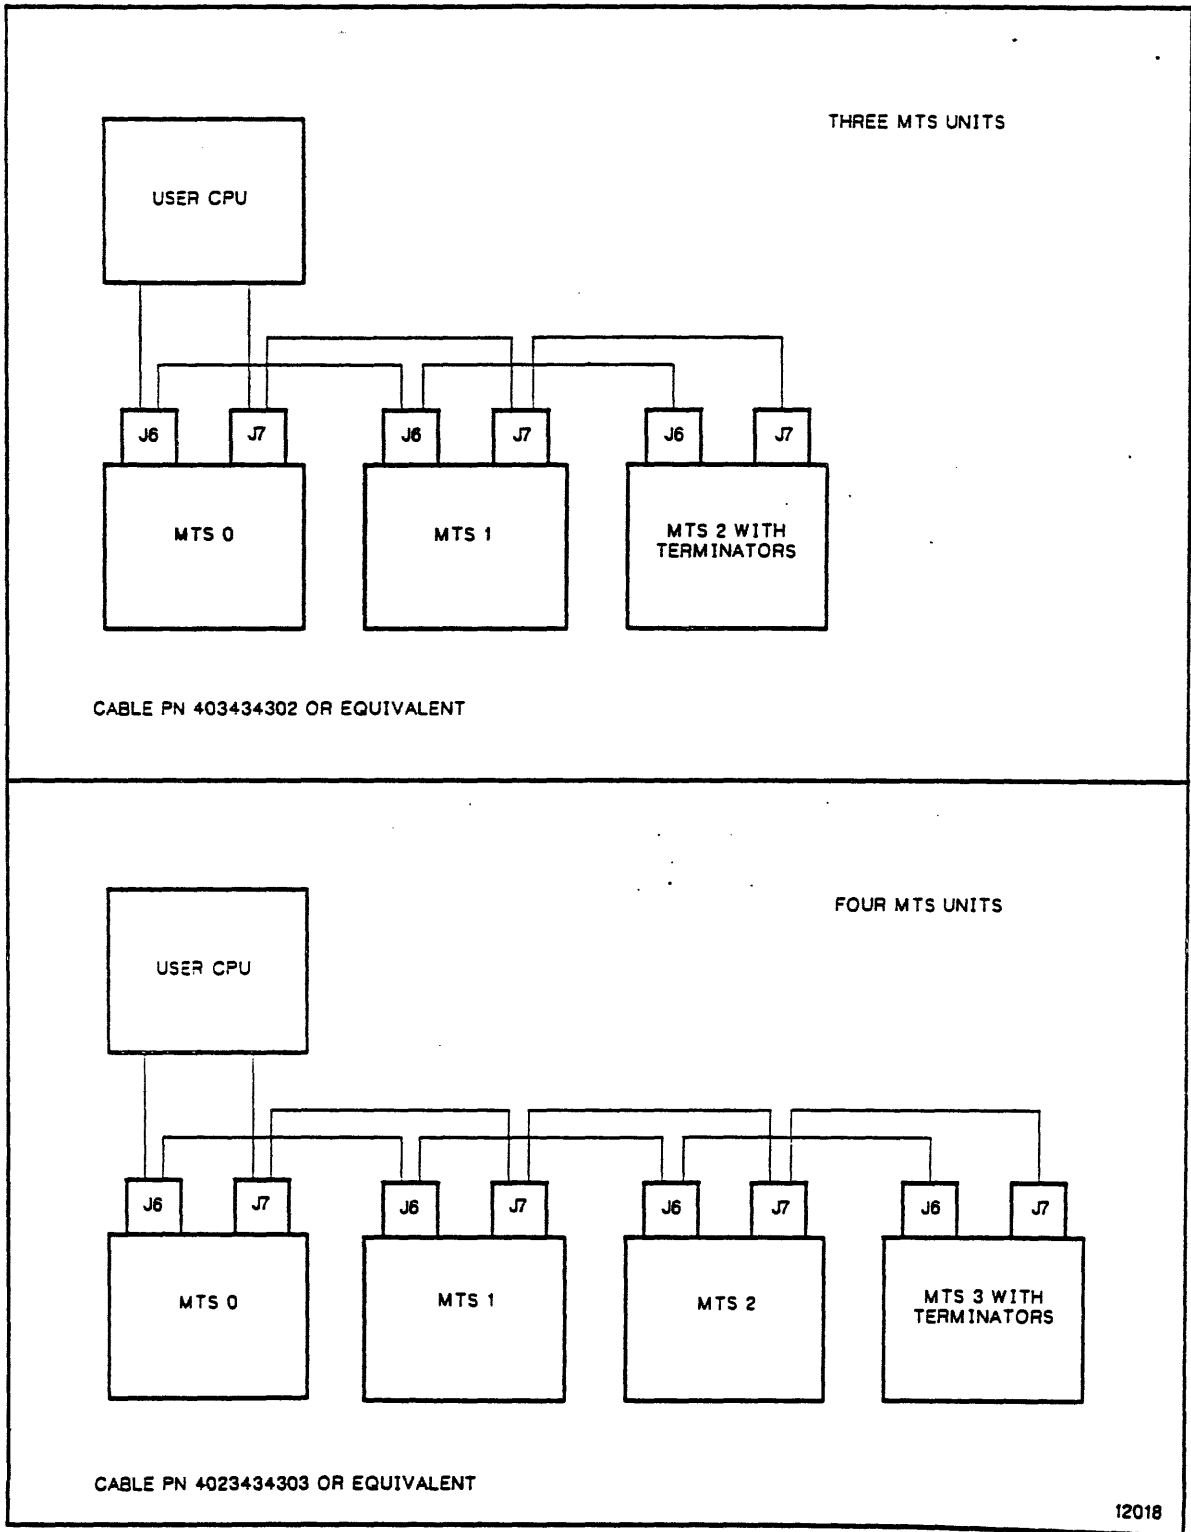 THREE MTS UNITS
USER CPU
J6
J7
J6
J7
J6
J7
MTS 0
MTS 1
MTS 2 WITH
TERMINATORS
CABLE PN 403434302 OR EQUIVALENT
FOUR MTS UNITS
USER CPU
J6
J7
J6
J7
J6
J7
J6
J7
MTS 0
MTS 1
MTS 2
MTS 3 WITH
TERMINATORS
CABLE PN 4023434303 OR EQUIVALENT
12018